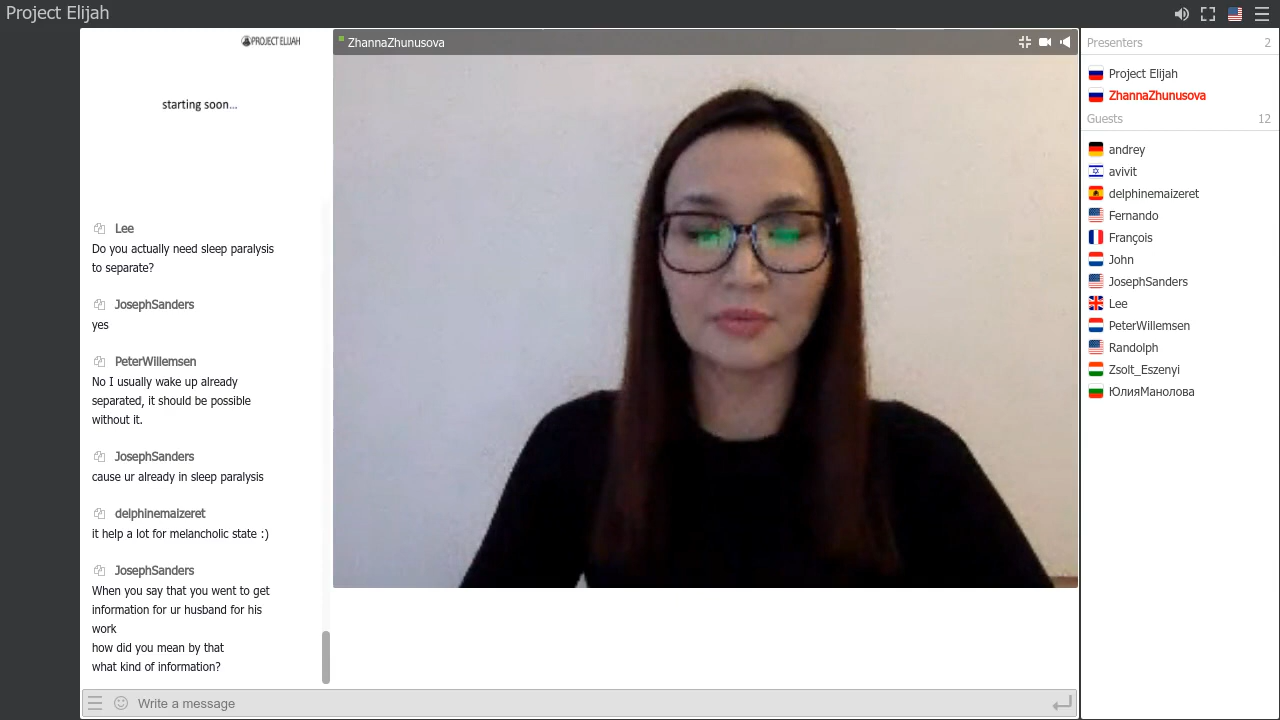 Project Elijah
PROJECT ELIJAH
starting soon...
Lee
Do you actually need sleep paralysis
to separate?
JosephSanders
yes
PeterWillemsen
No I usually wake up already
separated, it should be possible
without it.
JosephSanders
cause ur already in sleep paralysis
delphinemaizeret
it help a lot for melancholic state :)
JosephSanders
When you say that you went to get
information for ur husband for his
work
how did you mean by that
what kind of information?
Write a message
ZhannaZhunusova
Presenters 2
Project Elijah
ZhannaZhunusova
Guests 12
andrey
avivit
delphinemaizeret
Fernando
François
John
JosephSanders
Lee
PeterWillemsen
Randolph
Zsolt_Eszenyi
ЮлияМанолова